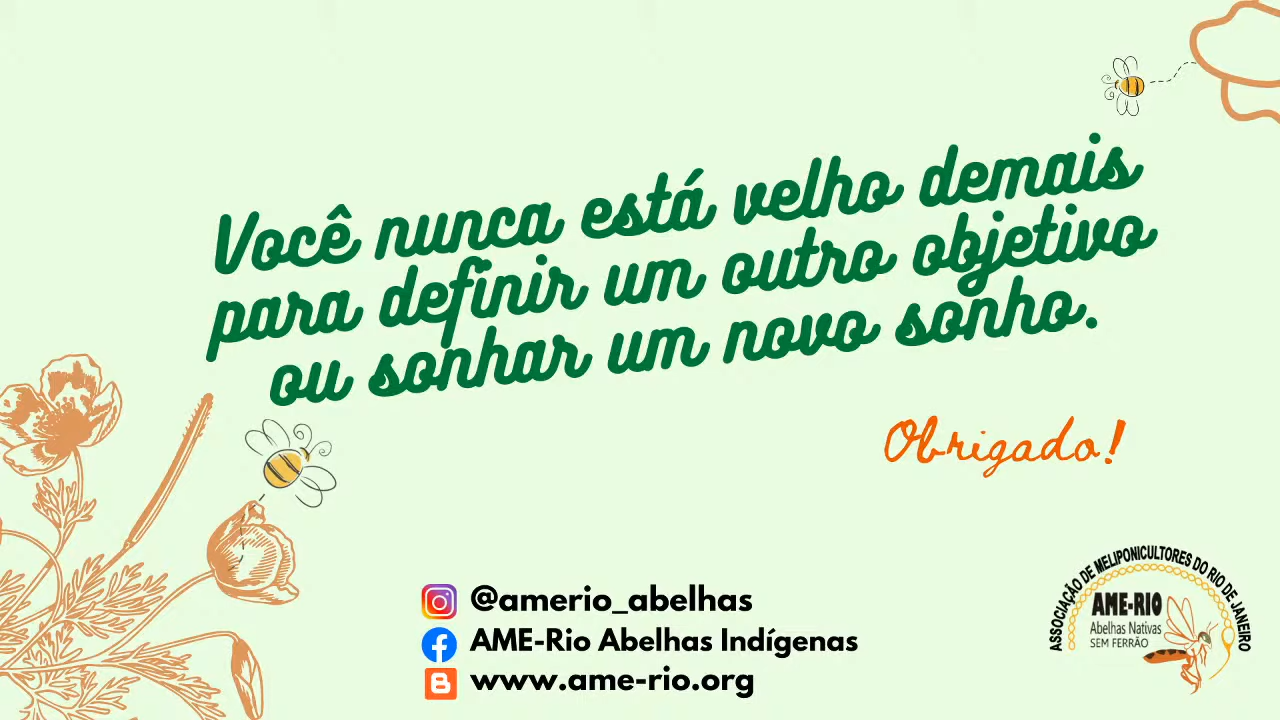 Você nunca está velho demais
para definir um outro objetivo
ou sonhar um novo sonho.
Obrigado!
@amerio_abelhas
AME-Rio Abelhas Indígenas
www.ame-rio.org
ASSOCIAÇÃO DE MELIPONICULTORES DO RIO DE JANEIRO
AME-RIO
Abelhas Nativas
SEM FERRÃO